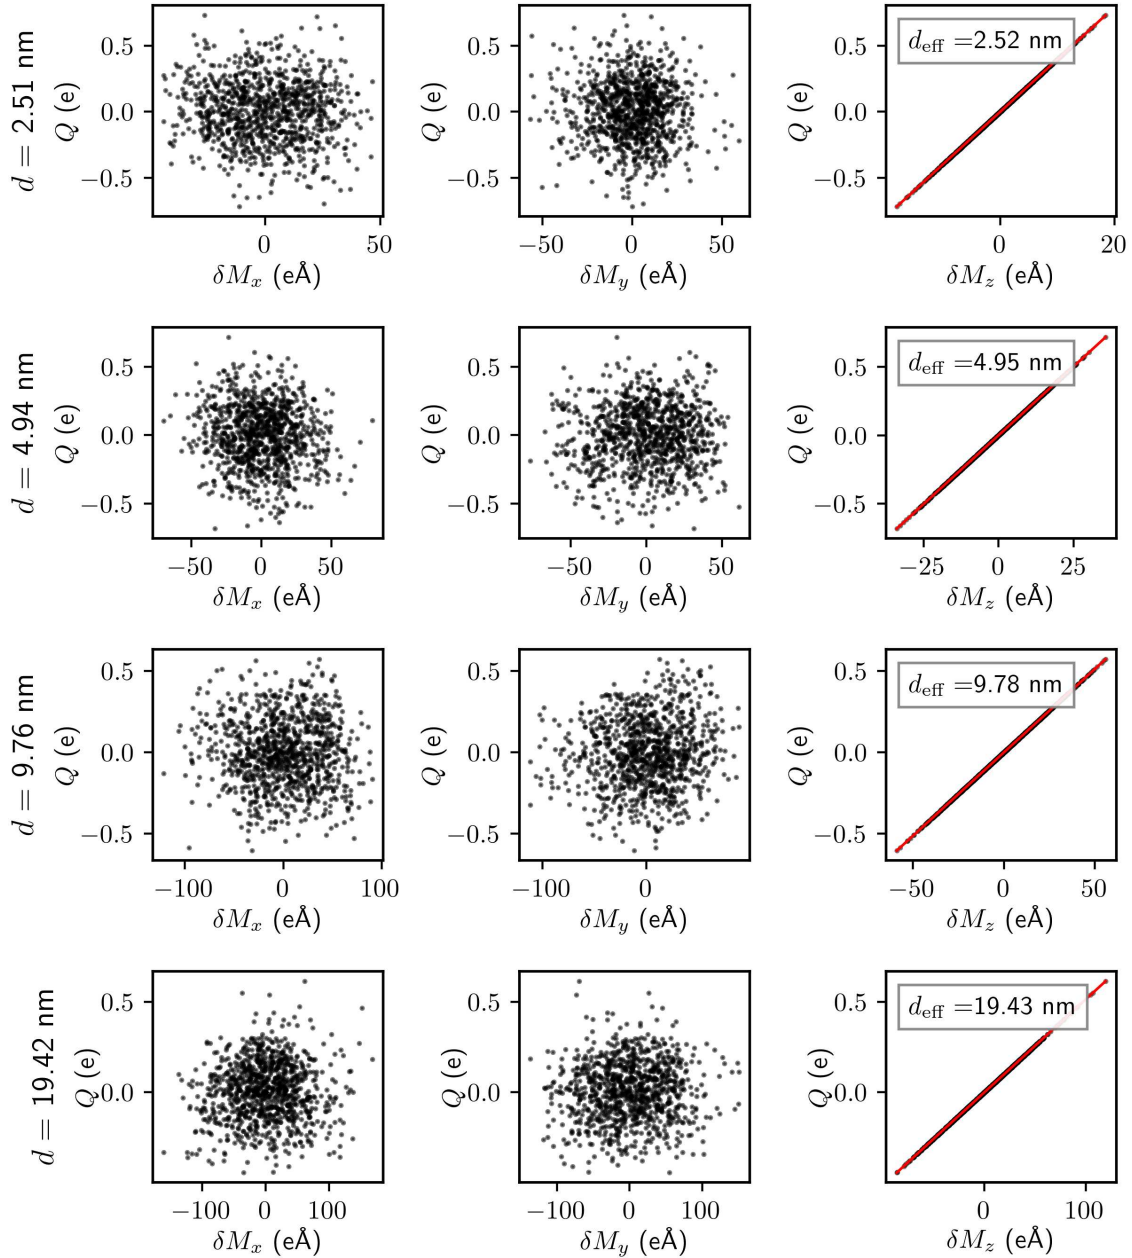 d = 2.51 nm
Q (e)
0.5
0.0
−0.5
0 50
δM_x (eÅ)
Q (e)
0.5
0.0
−0.5
−50 0 50
δM_y (eÅ)
Q (e)
0.5
0.0
−0.5
d_eff =2.52 nm
0 20
δM_z (eÅ)
d = 4.94 nm
Q (e)
0.5
0.0
−0.5
−50 0 50
δM_x (eÅ)
Q (e)
0.5
0.0
−0.5
−50 0 50
δM_y (eÅ)
Q (e)
0.5
0.0
−0.5
d_eff =4.95 nm
−25 0 25
δM_z (eÅ)
d = 9.76 nm
Q (e)
0.5
0.0
−0.5
−100 0 100
δM_x (eÅ)
Q (e)
0.5
0.0
−0.5
−100 0
δM_y (eÅ)
Q (e)
0.5
0.0
−0.5
d_eff =9.78 nm
−50 0 50
δM_z (eÅ)
d = 19.42 nm
Q (e)
0.5
0.0
−100 0 100
δM_x (eÅ)
Q (e)
0.5
0.0
−100 0 100
δM_y (eÅ)
Q (e)
0.5
0.0
d_eff =19.43 nm
0 100
δM_z (eÅ)